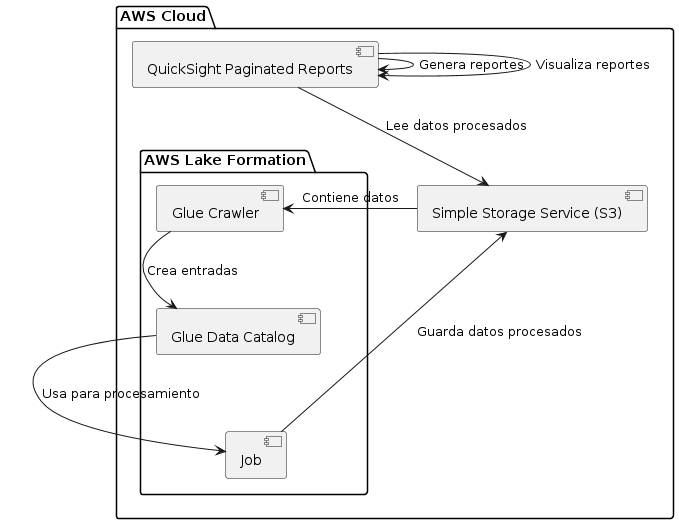 AWS Cloud
QuickSight Paginated Reports
Genera reportes
Visualiza reportes
Lee datos procesados
AWS Lake Formation
Glue Crawler
Contiene datos
Simple Storage Service (S3)
Crea entradas
Glue Data Catalog
Guarda datos procesados
Usa para procesamiento
Job